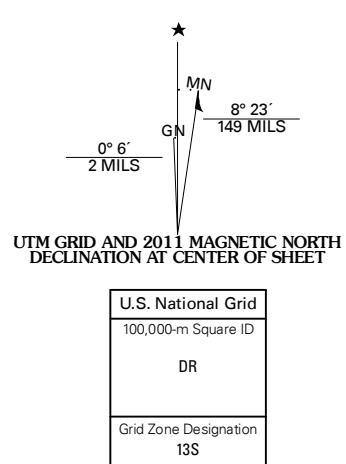 ★
MN
8° 23´
149 MILS
GN
0° 6´
2 MILS
UTM GRID AND 2011 MAGNETIC NORTH
DECLINATION AT CENTER OF SHEET
U.S. National Grid
100,000-m Square ID
DR
Grid Zone Designation
13S